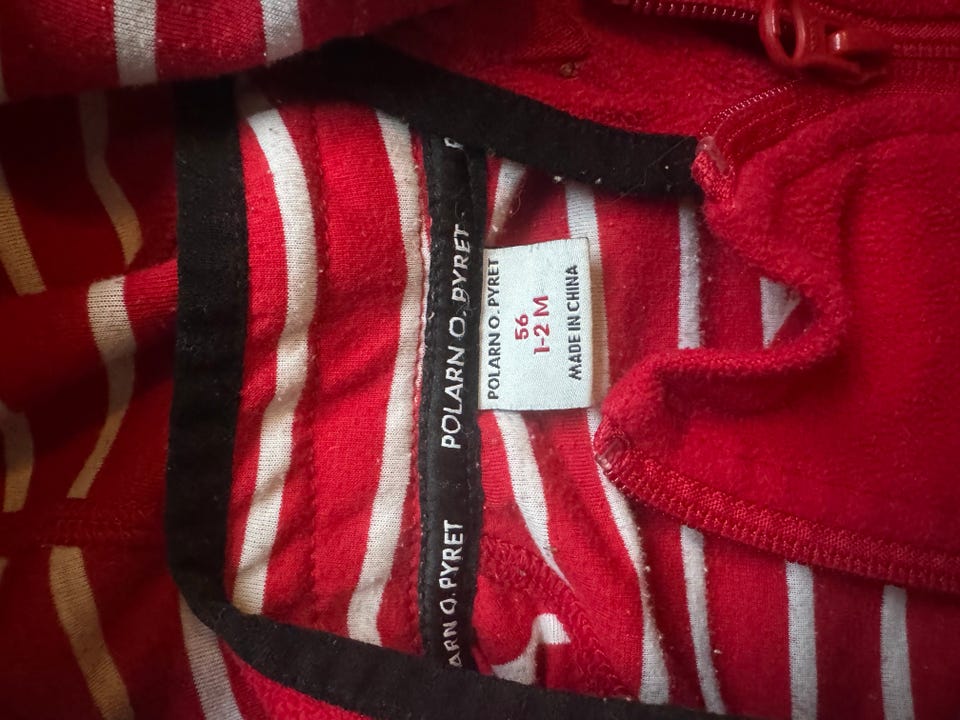 POLARN O. PYRET
ARN O. PYRET
POLARN O. PYRET
56
1-2 M
MADE IN CHINA